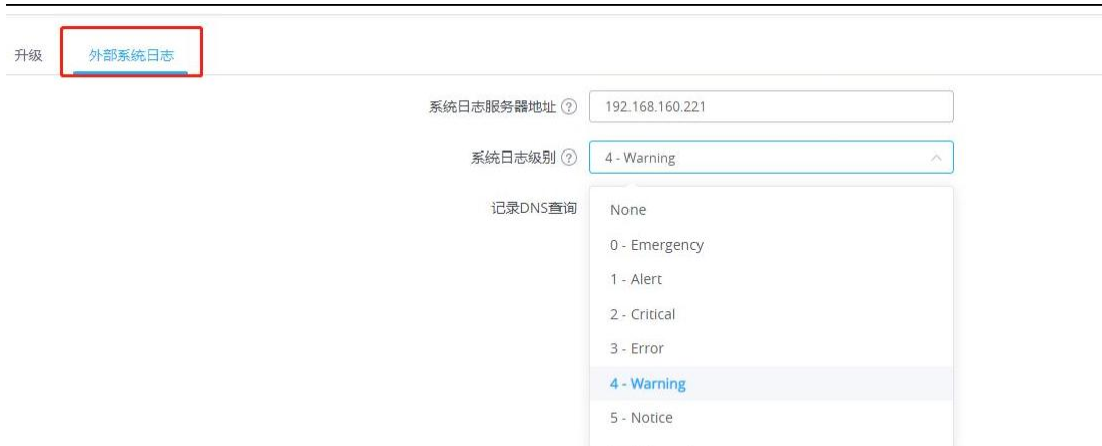 升级 外部系统日志
系统日志服务器地址 ? 192.168.160.221
系统日志级别 ? 4 - Warning
记录DNS查询
None
0 - Emergency
1 - Alert
2 - Critical
3 - Error
4 - Warning
5 - Notice